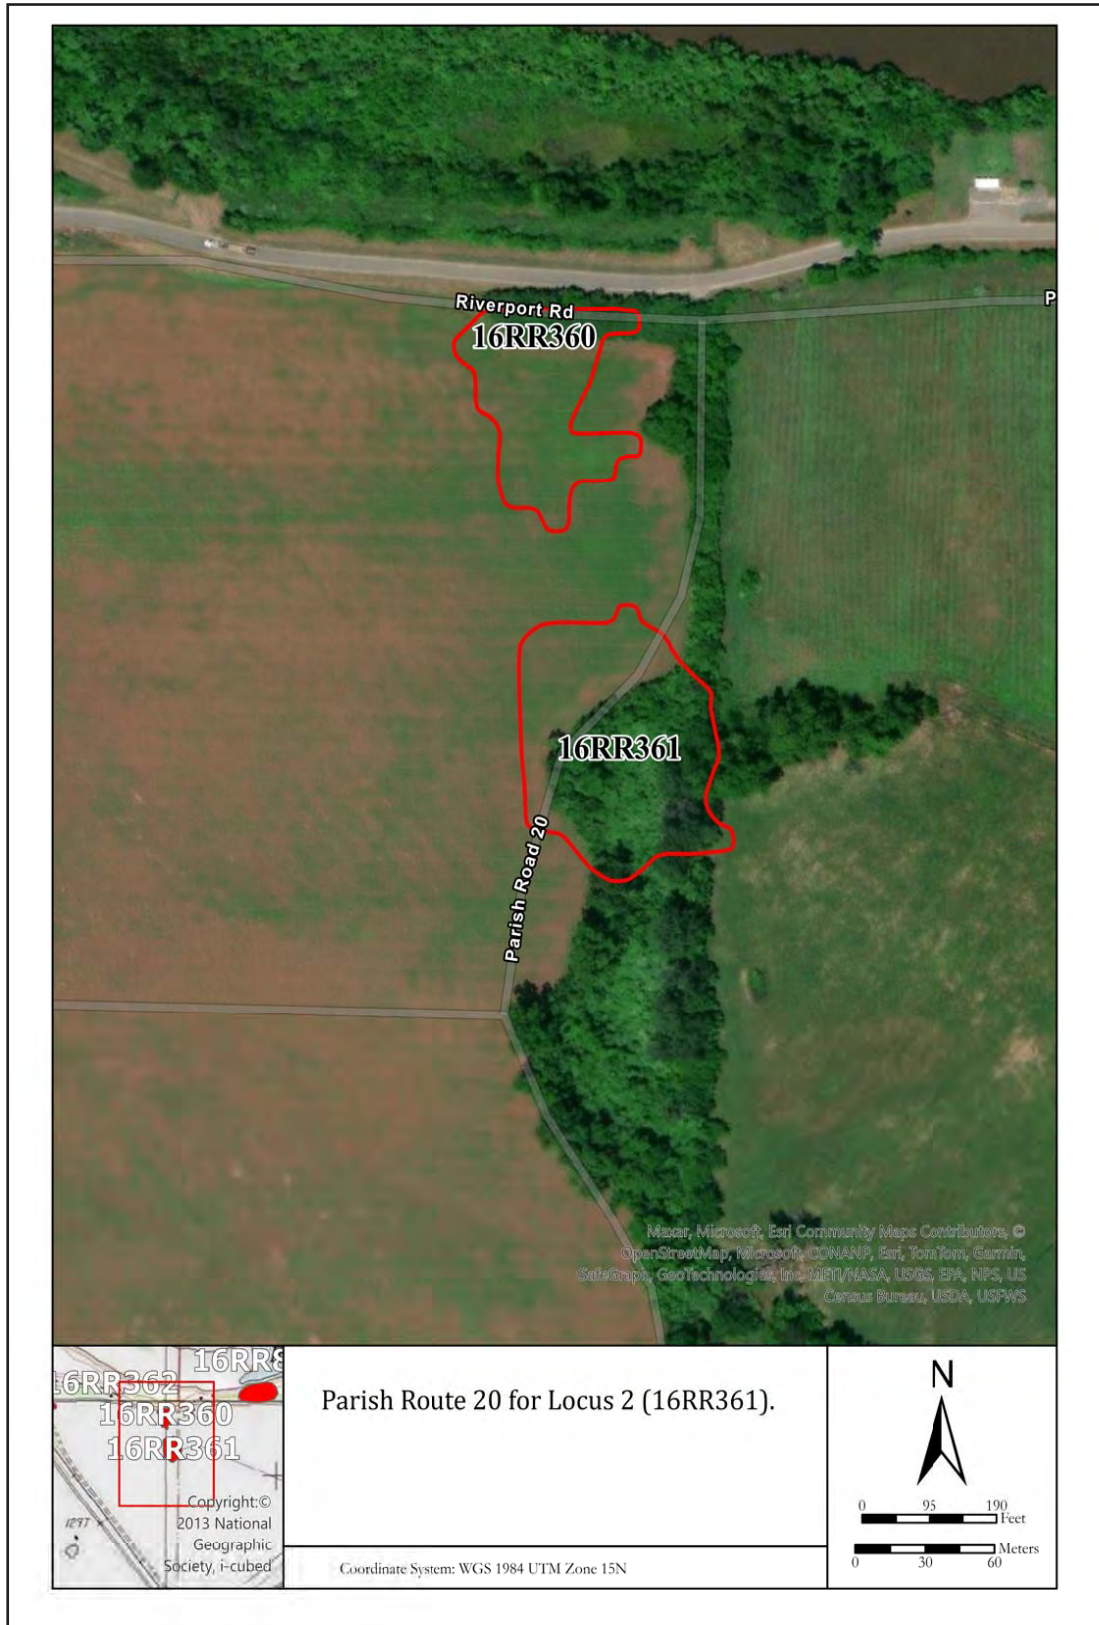 Riverport Rd
P
16RR360
16RR361
Parish Road 20
Maxar, Microsoft, Esri Community Maps Contributors, ©
OpenStreetMap, Microsoft, CONANP, Esri, TomTom, Garmin,
SafeGraph, GeoTechnologies, Inc, METI/NASA, USGS, EPA, NPS, US
Census Bureau, USDA, USFWS
16RR8
16RR362
16RR360
16RR361
Copyright:©
2013 National
Geographic
Society, i-cubed
129T
Parish Route 20 for Locus 2 (16RR361).
Coordinate System: WGS 1984 UTM Zone 15N
N
0 95 190
Feet
Meters
0 30 60